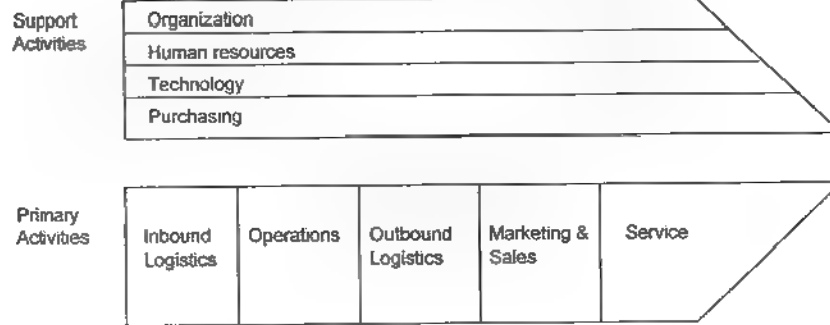 Support
Activities
Organization
Human resources
Technology
Purchasing
Primary
Activities
Inbound
Logistics
Operations
Outbound
Logistics
Marketing &
Sales
Service